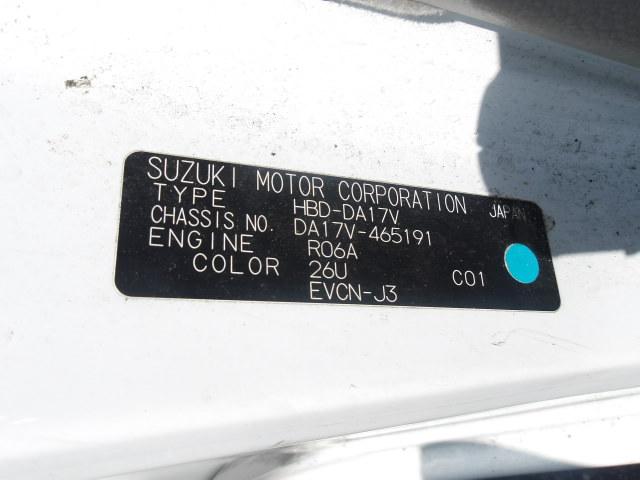 SUZUKI MOTOR CORPORATION JAPAN
TYPE HBD-DA17V
CHASSIS NO. DA17V-465191
ENGINE R06A
COLOR 26U C01
EVCN-J3